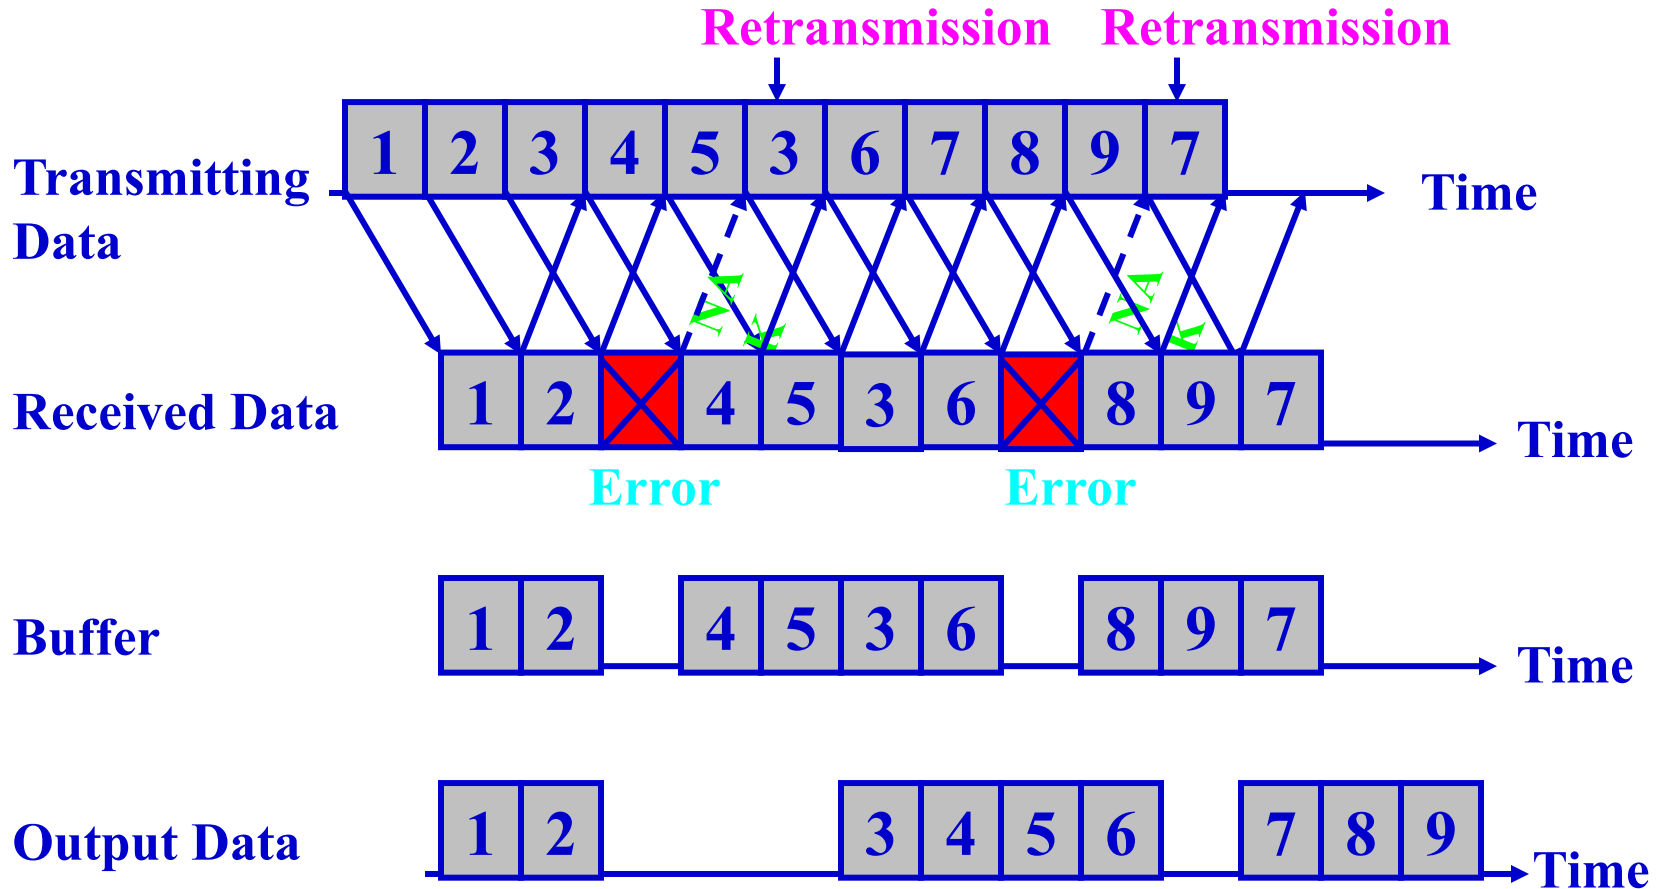 Retransmission Retransmission
1 2 3 4 5 3 6 7 8 9 7
Transmitting
Data
Time
NA
K
NA
K
1 2 4 5 3 6 8 9 7
Received Data
Time
Error Error
1 2 4 5 3 6 8 9 7
Buffer
Time
1 2 3 4 5 6 7 8 9
Output Data
Time